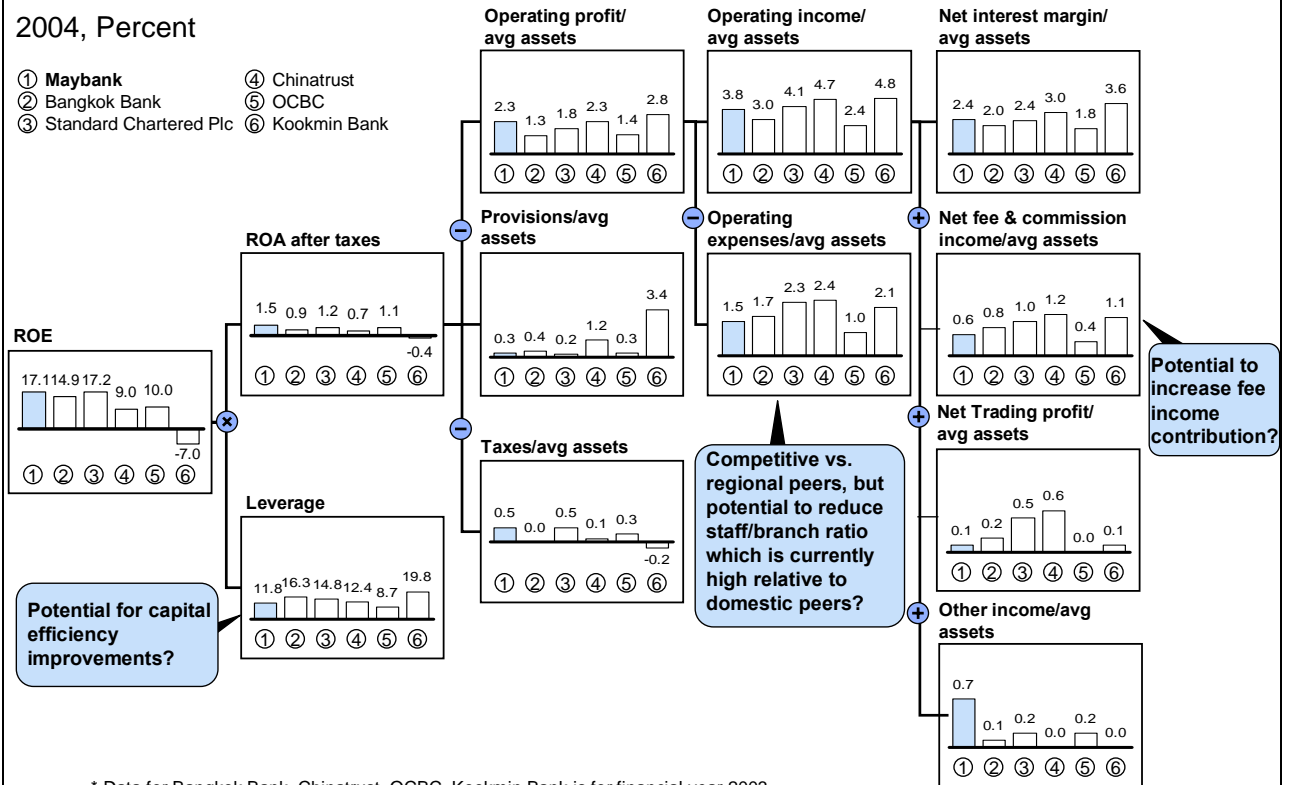 2004, Percent
① Maybank
② Bangkok Bank
③ Standard Chartered Plc
④ Chinatrust
⑤ OCBC
⑥ Kookmin Bank
ROE
17.1 14.9 17.2 9.0 10.0 -7.0
① ② ③ ④ ⑤ ⑥
ROA after taxes
1.5 0.9 1.2 0.7 1.1 -0.4
① ② ③ ④ ⑤ ⑥
Leverage
11.8 16.3 14.8 12.4 8.7 19.8
① ② ③ ④ ⑤ ⑥
Potential for capital
efficiency
improvements?
Operating profit/
avg assets
2.3 1.3 1.8 2.3 1.4 2.8
① ② ③ ④ ⑤ ⑥
Provisions/avg
assets
0.3 0.4 0.2 1.2 0.3 3.4
① ② ③ ④ ⑤ ⑥
Taxes/avg assets
0.5 0.0 0.5 0.1 0.3 -0.2
① ② ③ ④ ⑤ ⑥
Operating income/
avg assets
3.8 3.0 4.1 4.7 2.4 4.8
① ② ③ ④ ⑤ ⑥
Operating
expenses/avg assets
1.5 1.7 2.3 2.4 1.0 2.1
① ② ③ ④ ⑤ ⑥
Competitive vs.
regional peers, but
potential to reduce
staff/branch ratio
which is currently
high relative to
domestic peers?
Net interest margin/
avg assets
2.4 2.0 2.4 3.0 1.8 3.6
① ② ③ ④ ⑤ ⑥
Net fee & commission
income/avg assets
0.6 0.8 1.0 1.2 0.4 1.1
① ② ③ ④ ⑤ ⑥
Potential to
increase fee
income
contribution?
Net Trading profit/
avg assets
0.1 0.2 0.5 0.6 0.0 0.1
① ② ③ ④ ⑤ ⑥
Other income/avg
assets
0.7 0.1 0.2 0.0 0.2 0.0
① ② ③ ④ ⑤ ⑥
* Data for Bangkok Bank, Chinatrust, OCBC, Kookmin Bank is for financial year